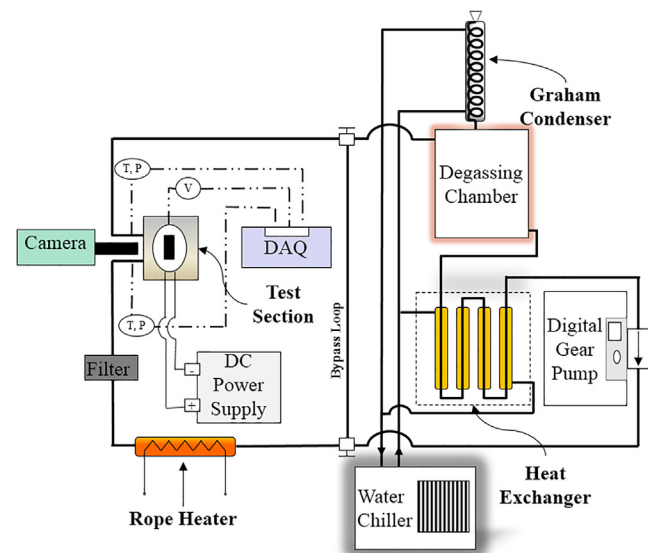 Graham
Condenser
Degassing
Chamber
T, P
V
Camera
DAQ
Test
Section
T, P
Filter
DC
Power
Supply
-
+
Bypass Loop
Digital
Gear
Pump
Heat
Exchanger
Rope Heater
Water
Chiller